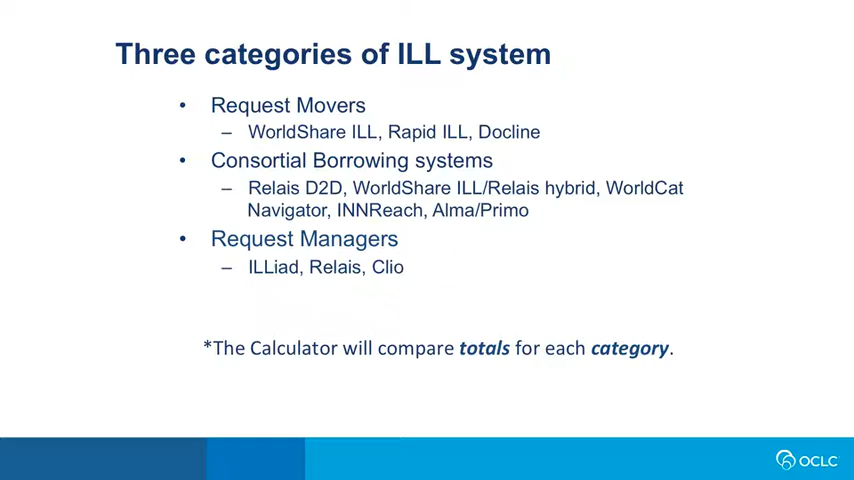 Three categories of ILL system
• Request Movers
– WorldShare ILL, Rapid ILL, Docline
• Consortial Borrowing systems
– Relais D2D, WorldShare ILL/Relais hybrid, WorldCat
Navigator, INNReach, Alma/Primo
• Request Managers
– ILLiad, Relais, Clio
*The Calculator will compare totals for each category.
OCLC